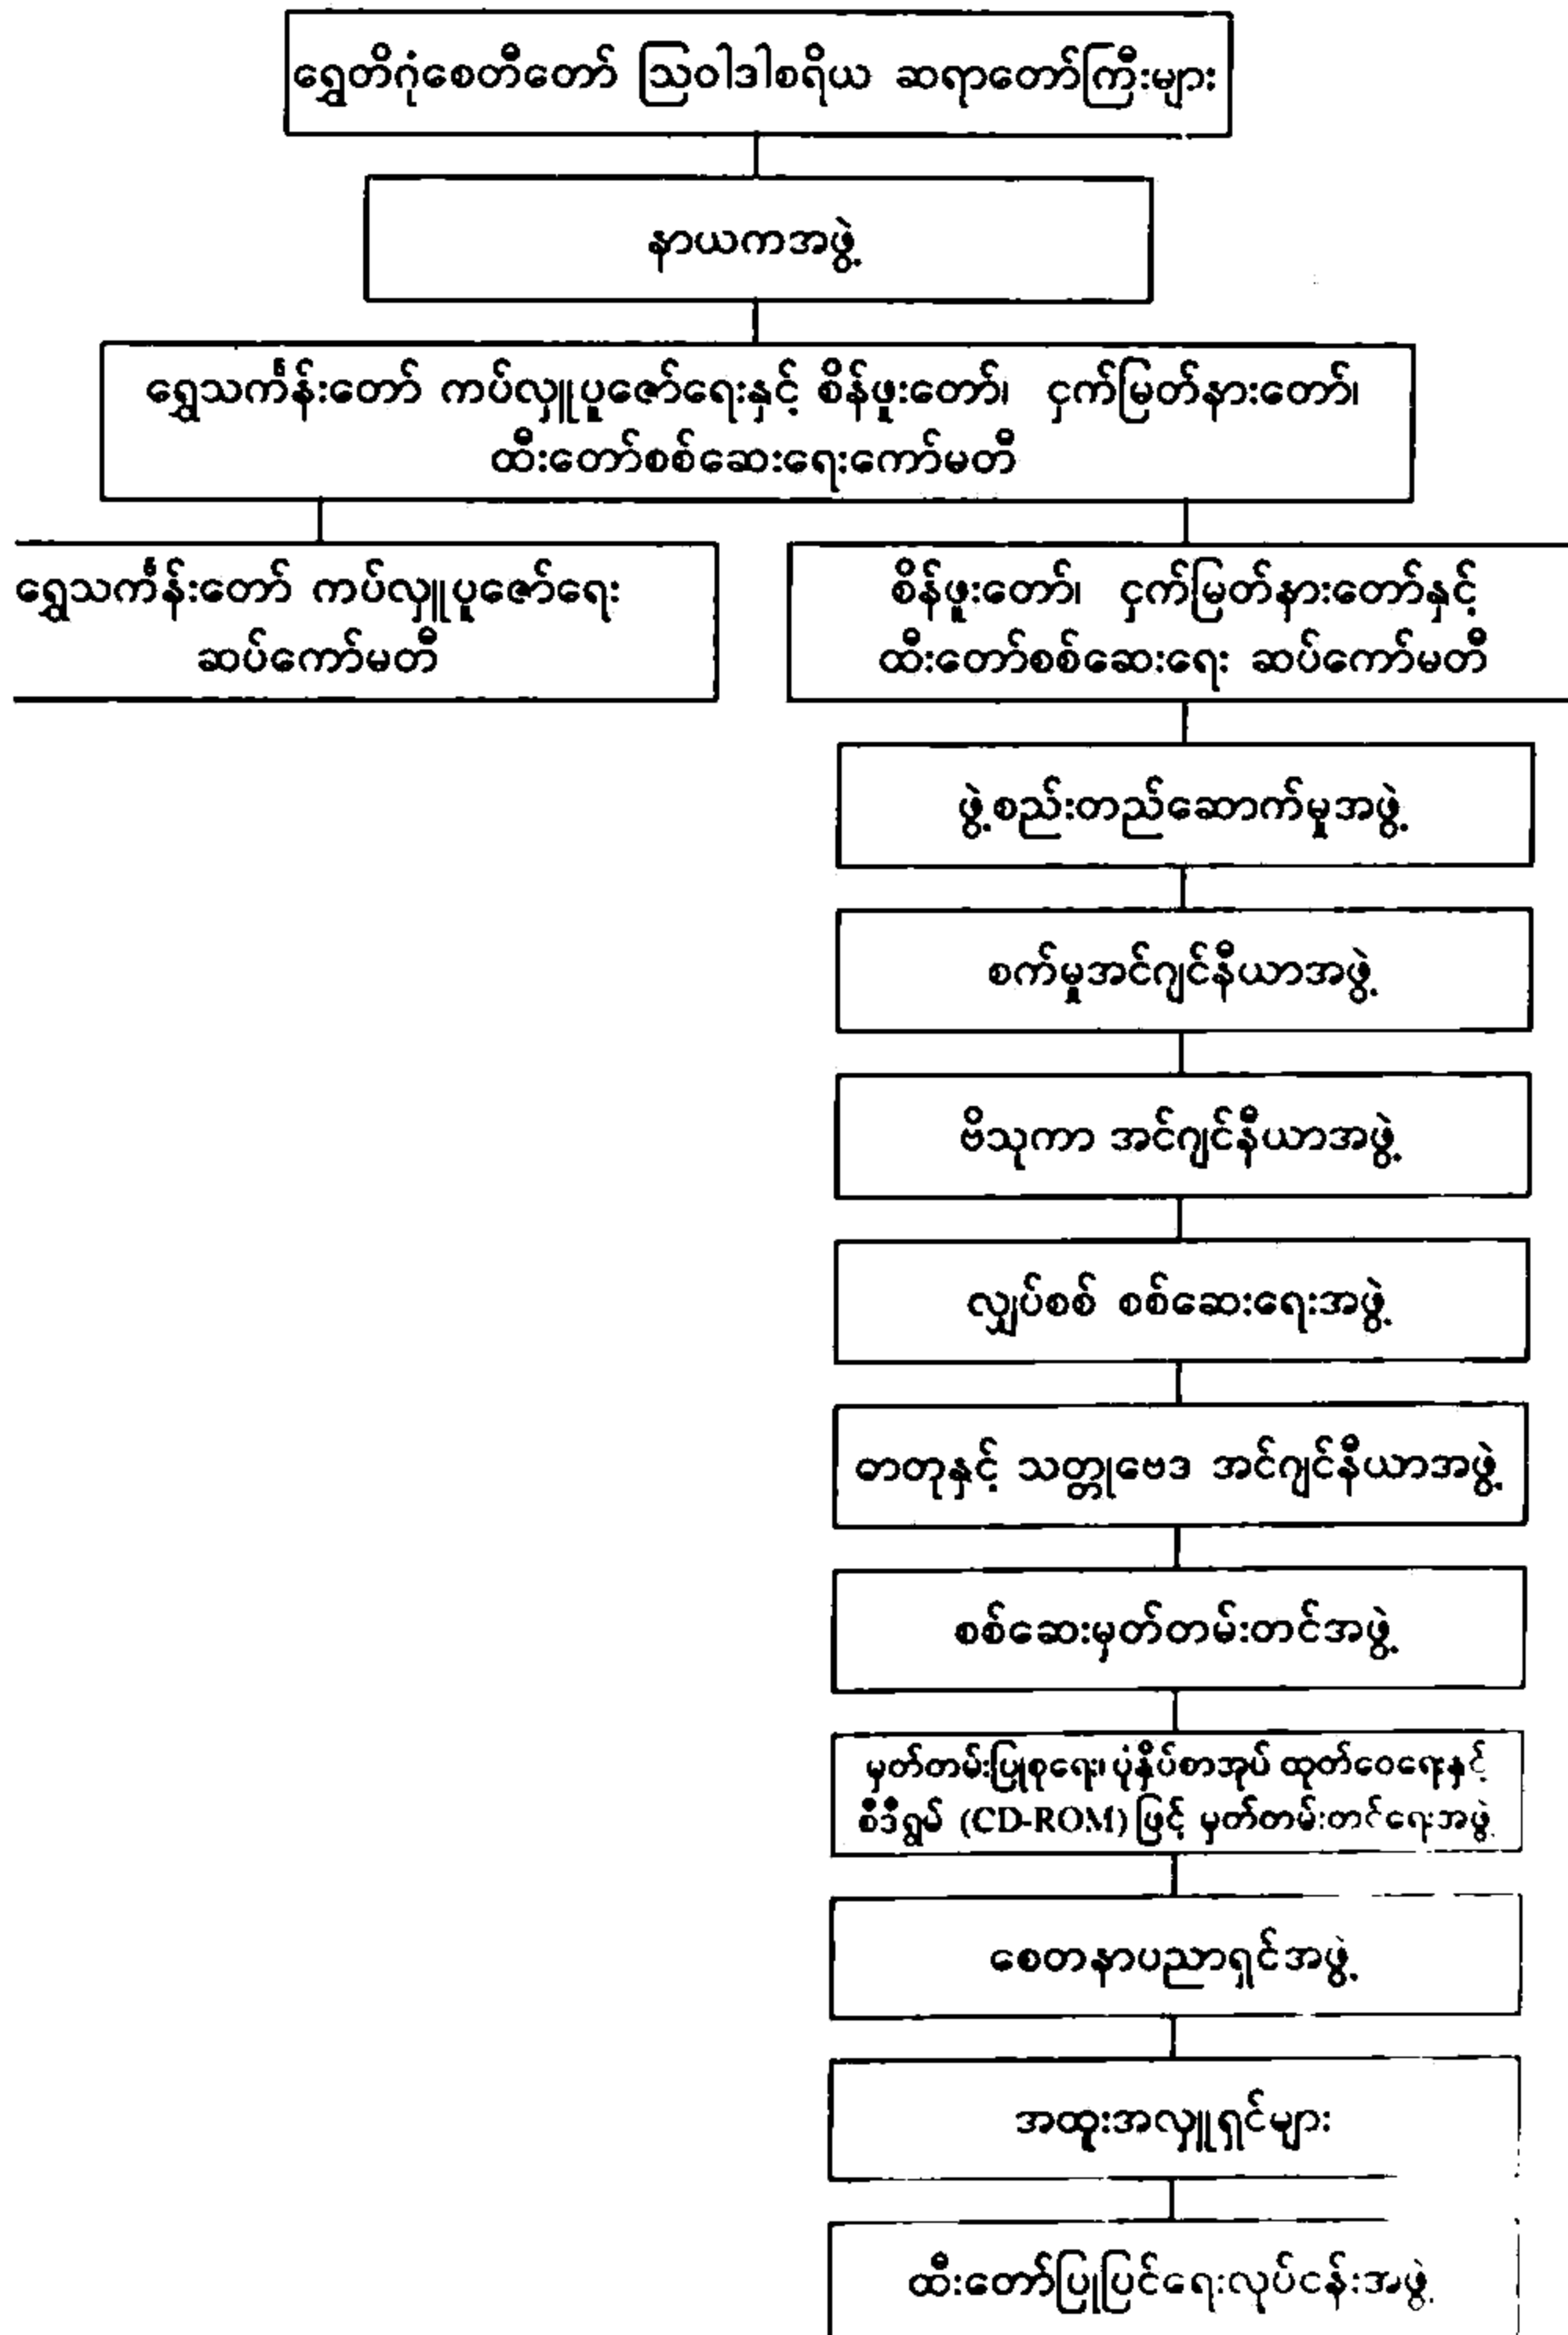 ရွှေတိဂုံစေတီတော် ဩဝါဒါစရိယ ဆရာတော်ကြီးများ
နာယကအဖွဲ့
ရွှေသင်္ကန်းတော် ကပ်လှူပူဇော်ရေးနှင့် စိန်ဖူးတော်၊ ငှက်မြတ်နားတော်၊
ထီးတော်စစ်ဆေးရေးကော်မတီ
ရွှေသင်္ကန်းတော် ကပ်လှူပူဇော်ရေး
ဆပ်ကော်မတီ
စိန်ဖူးတော်၊ ငှက်မြတ်နားတော်နှင့်
ထီးတော်စစ်ဆေးရေး ဆပ်ကော်မတီ
ဖွဲ့စည်းတည်ဆောက်မှုအဖွဲ့
စက်မှုအင်ဂျင်နီယာအဖွဲ့
ဗိသုကာ အင်ဂျင်နီယာအဖွဲ့
လျှပ်စစ် စစ်ဆေးရေးအဖွဲ့
ဓာတုနှင့် သတ္တုဗေဒ အင်ဂျင်နီယာအဖွဲ့
စစ်ဆေးမှတ်တမ်းတင်အဖွဲ့
မှတ်တမ်းပြုစုရေး၊ ပုံနှိပ်စာအုပ် ထုတ်ဝေရေးနှင့်
စီဒီရွမ် (CD-ROM) ဖြင့် မှတ်တမ်းတင်ရေးအဖွဲ့
စေတနာပညာရှင်အဖွဲ့
အထူးအလှူရှင်များ
ထီးတော်ပြုပြင်ရေးလုပ်ငန်းအဖွဲ့